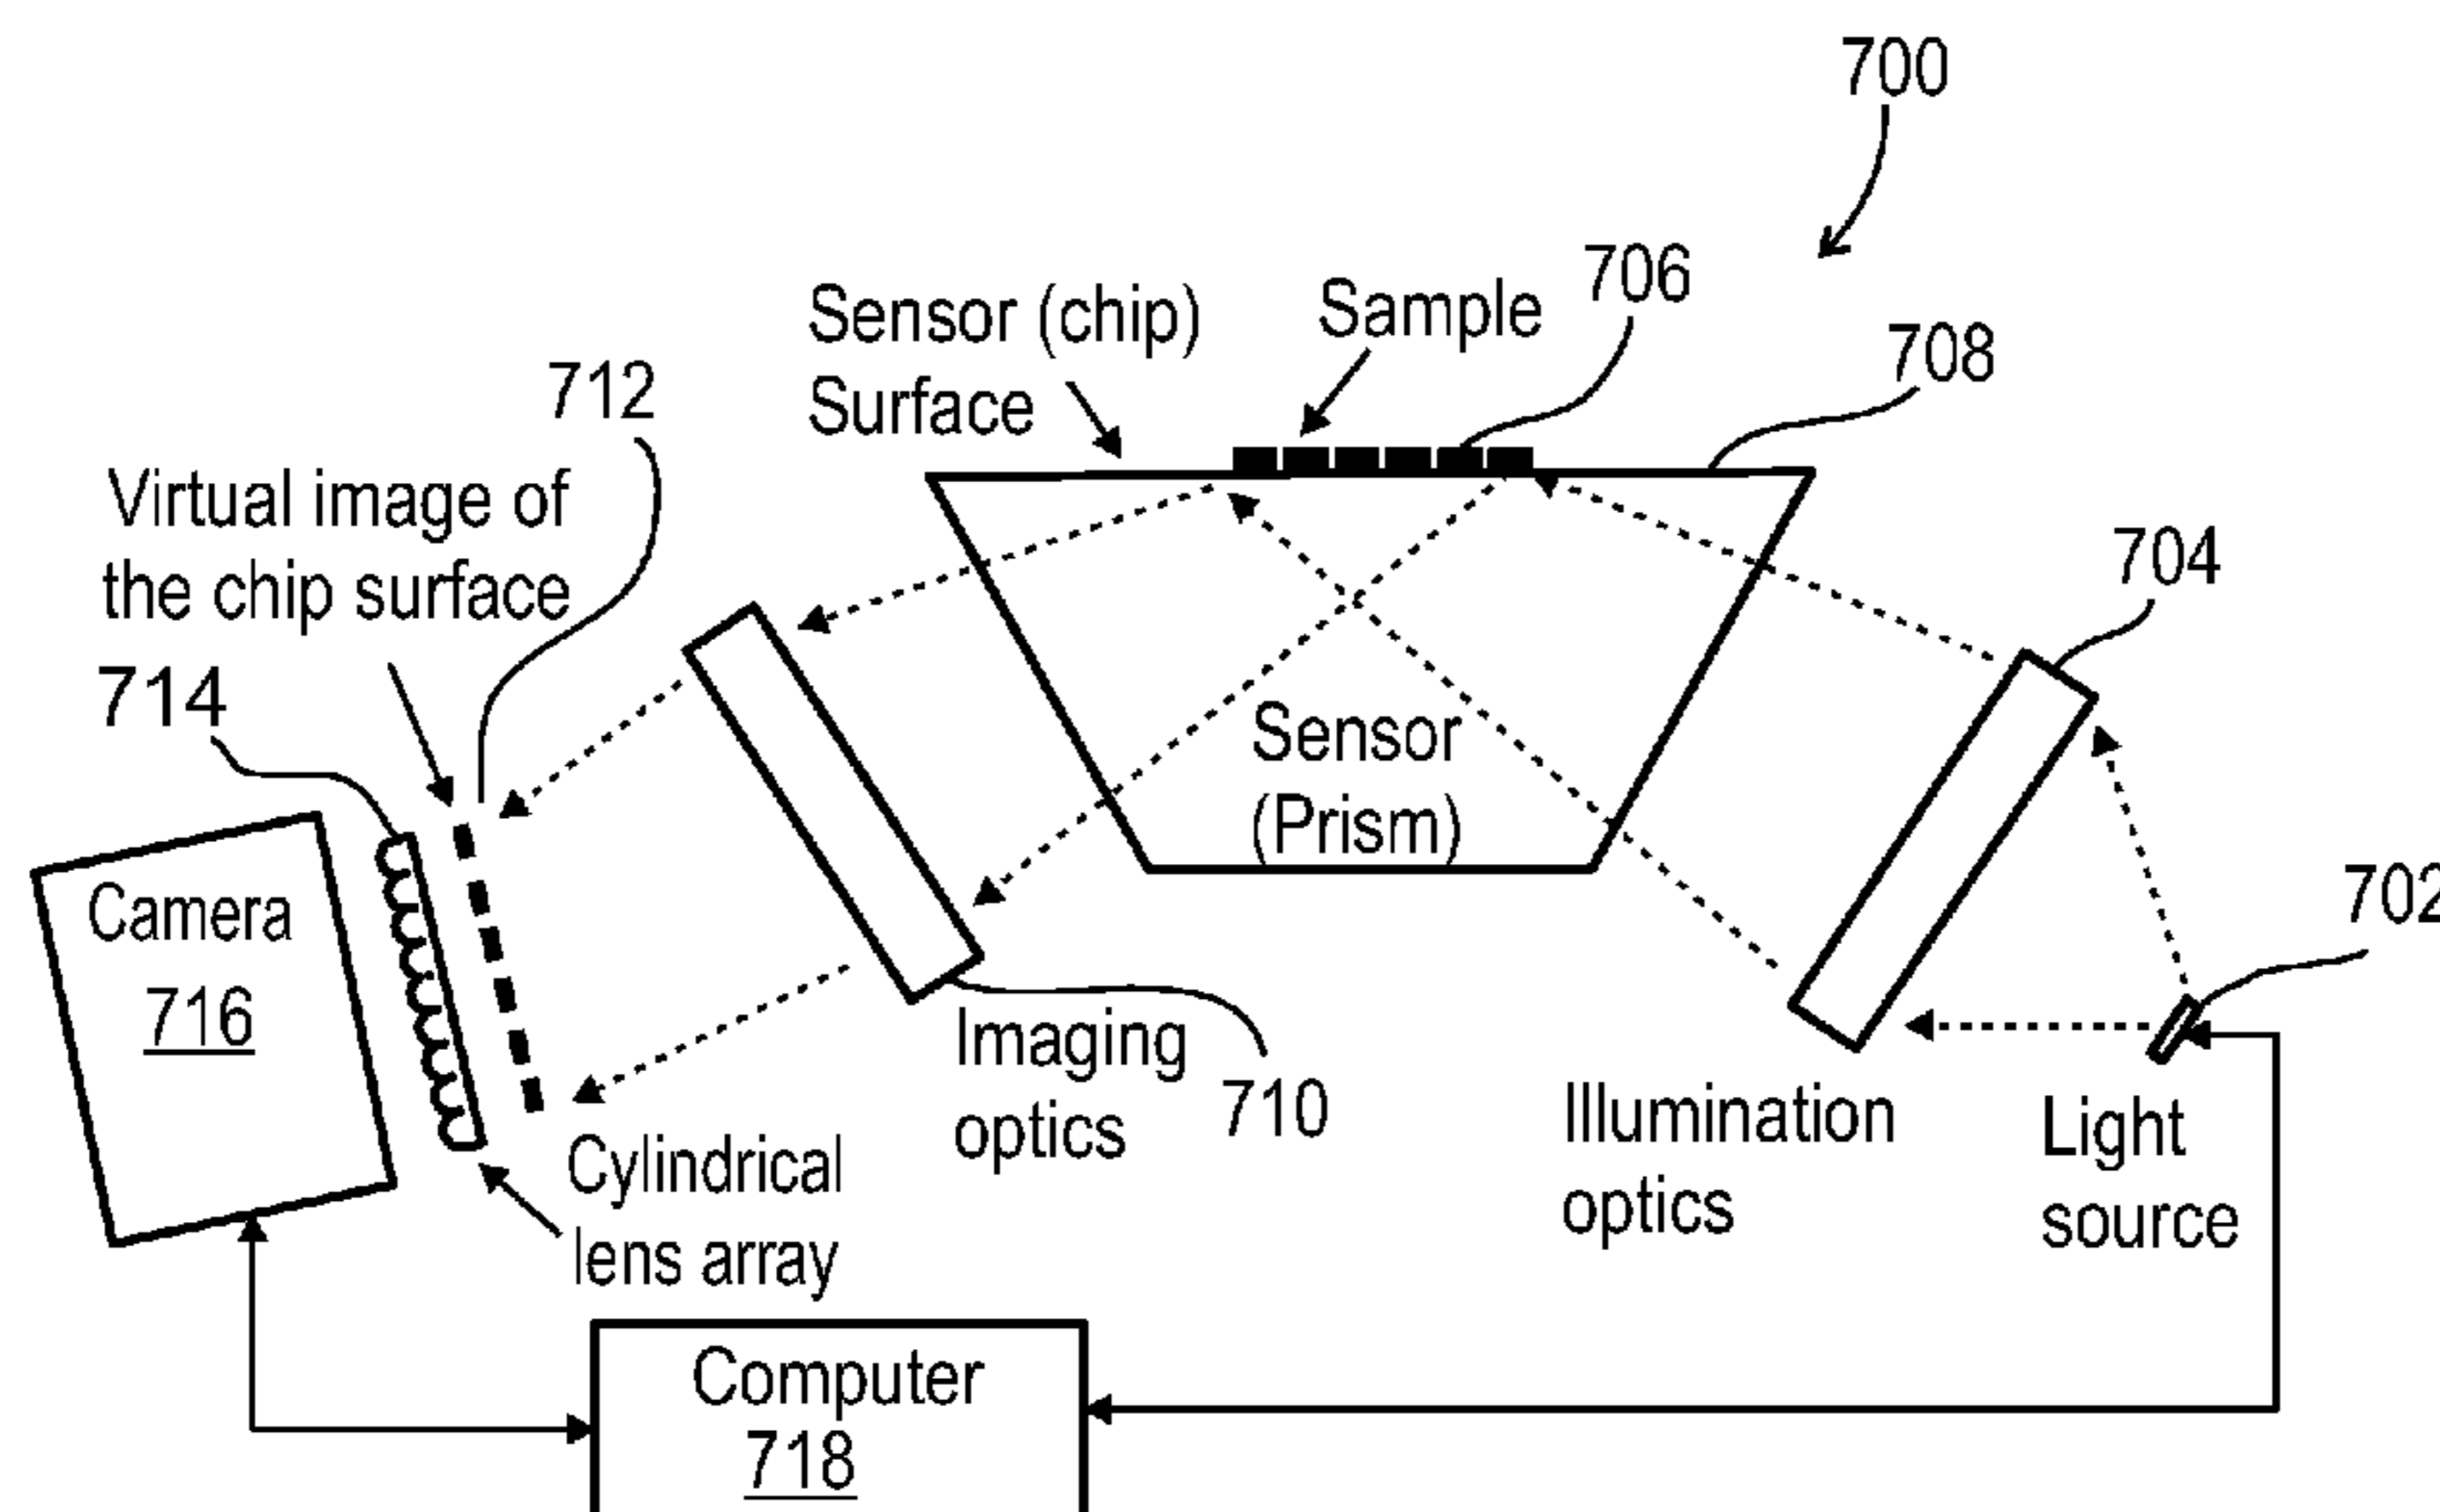 700
706
Sensor (chip)
Surface
Sample
708
712
Virtual image of
the chip surface
704
714
Sensor
(Prism)
702
Camera
716
Imaging
optics
710
Illumination
optics
Light
source
Cylindrical
lens array
Computer
718